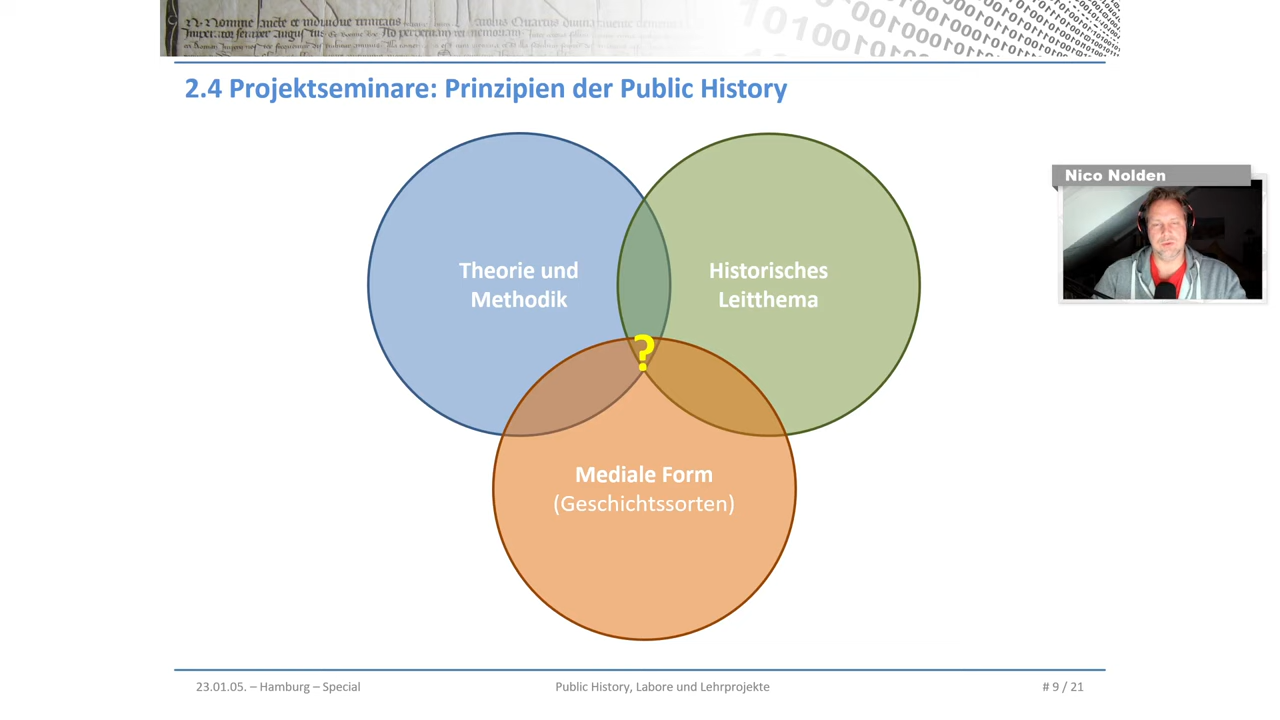 2.4 Projektseminare: Prinzipien der Public History
Nico Nolden
Theorie und
Methodik
Historisches
Leitthema
?
Mediale Form
(Geschichtssorten)
23.01.05. – Hamburg – Special
Public History, Labore und Lehrprojekte
# 9 / 21